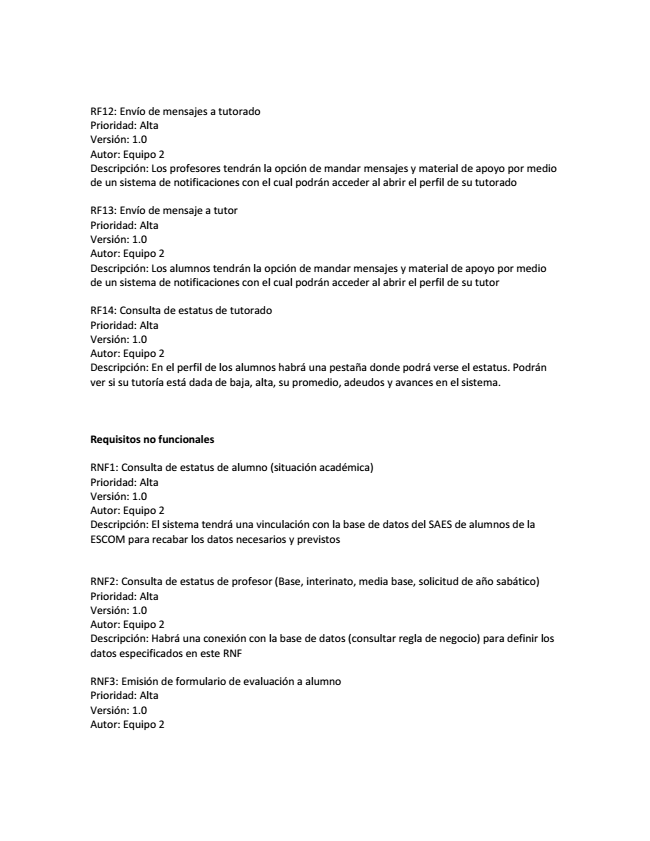 RF12: Envío de mensajes a tutorado
Prioridad: Alta
Versión: 1.0
Autor: Equipo 2
Descripción: Los profesores tendrán la opción de mandar mensajes y material de apoyo por medio
de un sistema de notificaciones con el cual podrán acceder al abrir el perfil de su tutorado
RF13: Envío de mensaje a tutor
Prioridad: Alta
Versión: 1.0
Autor: Equipo 2
Descripción: Los alumnos tendrán la opción de mandar mensajes y material de apoyo por medio
de un sistema de notificaciones con el cual podrán acceder al abrir el perfil de su tutor
RF14: Consulta de estatus de tutorado
Prioridad: Alta
Versión: 1.0
Autor: Equipo 2
Descripción: En el perfil de los alumnos habrá una pestaña donde podrá verse el estatus. Podrán
ver si su tutoría está dada de baja, alta, su promedio, adeudos y avances en el sistema.
Requisitos no funcionales
RNF1: Consulta de estatus de alumno (situación académica)
Prioridad: Alta
Versión: 1.0
Autor: Equipo 2
Descripción: El sistema tendrá una vinculación con la base de datos del SAES de alumnos de la
ESCOM para recabar los datos necesarios y previstos
RNF2: Consulta de estatus de profesor (Base, interinato, media base, solicitud de año sabático)
Prioridad: Alta
Versión: 1.0
Autor: Equipo 2
Descripción: Habrá una conexión con la base de datos (consultar regla de negocio) para definir los
datos especificados en este RNF
RNF3: Emisión de formulario de evaluación a alumno
Prioridad: Alta
Versión: 1.0
Autor: Equipo 2